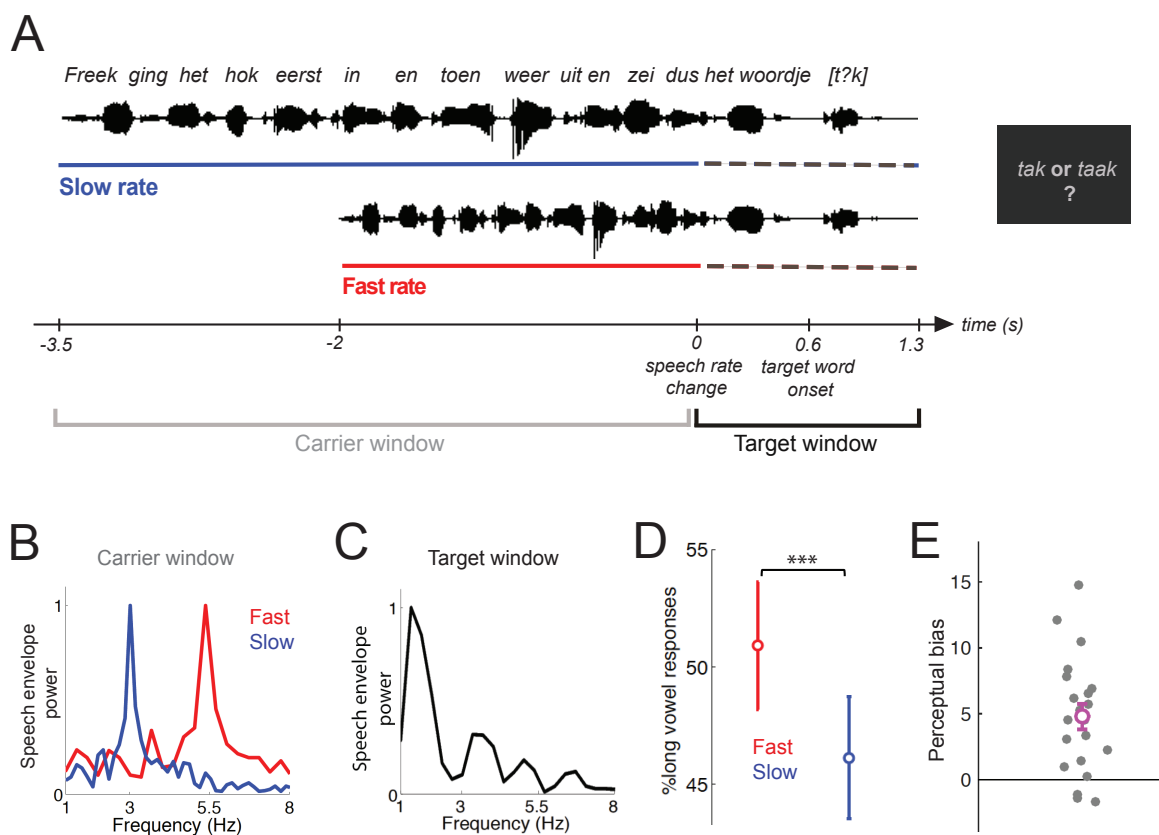 A
Freek ging het hok eerst in en toen weer uit en zei dus het woordje [t?k]
Slow rate
tak or taak
?
Fast rate
time (s)
-3.5 -2 0 0.6 1.3
speech rate target word
change onset
Carrier window Target window
B C D E
Carrier window Target window
Speech envelope
power
1
0
Fast
Slow
1 3 5.5 8
Frequency (Hz)
Speech envelope
power
1
0
1 3 5.5 8
Frequency (Hz)
%long vowel responses
55
50
45
***
Fast
Slow
Perceptual bias
15
10
5
0